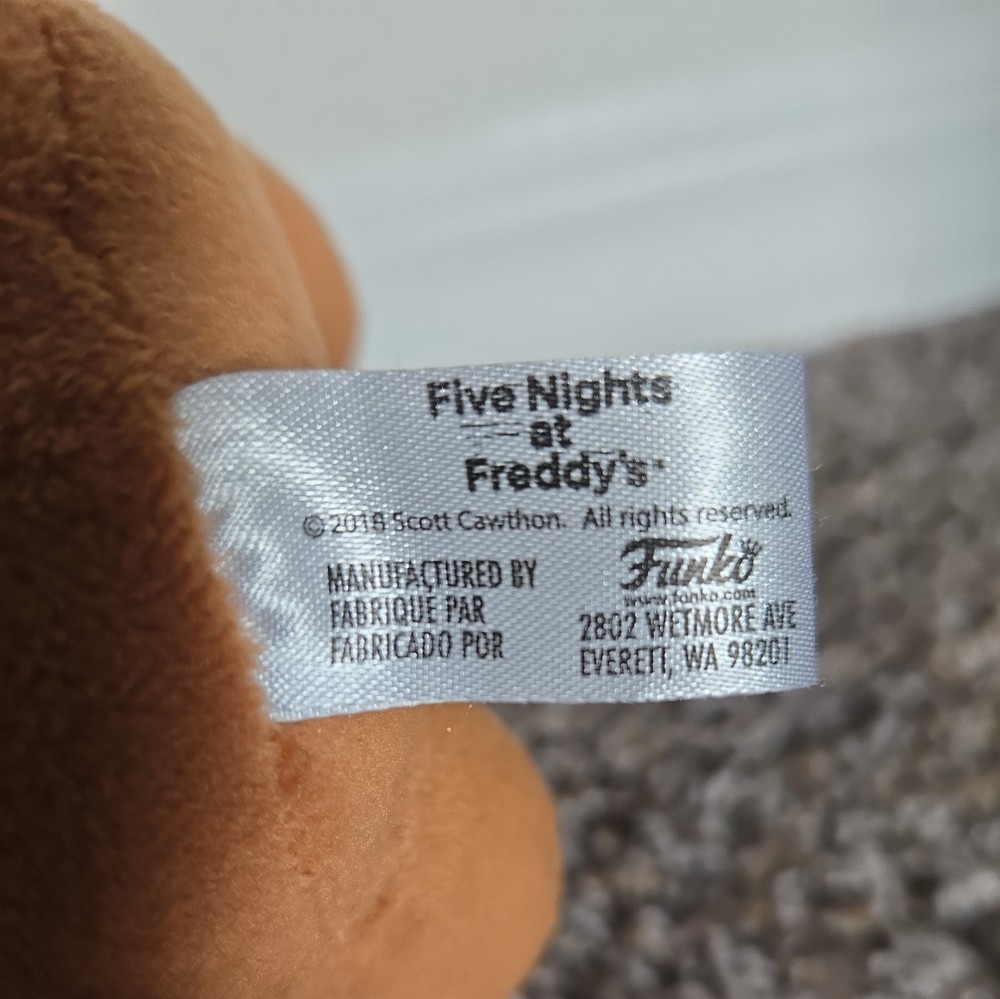 Five Nights
at
Freddy's™
© 2018 Scott Cawthon. All rights reserved.
MANUFACTURED BY
FABRIQUÉ PAR
FABRICADO POR
Funko
www.funko.com
2802 WETMORE AVE
EVERETT, WA 98201